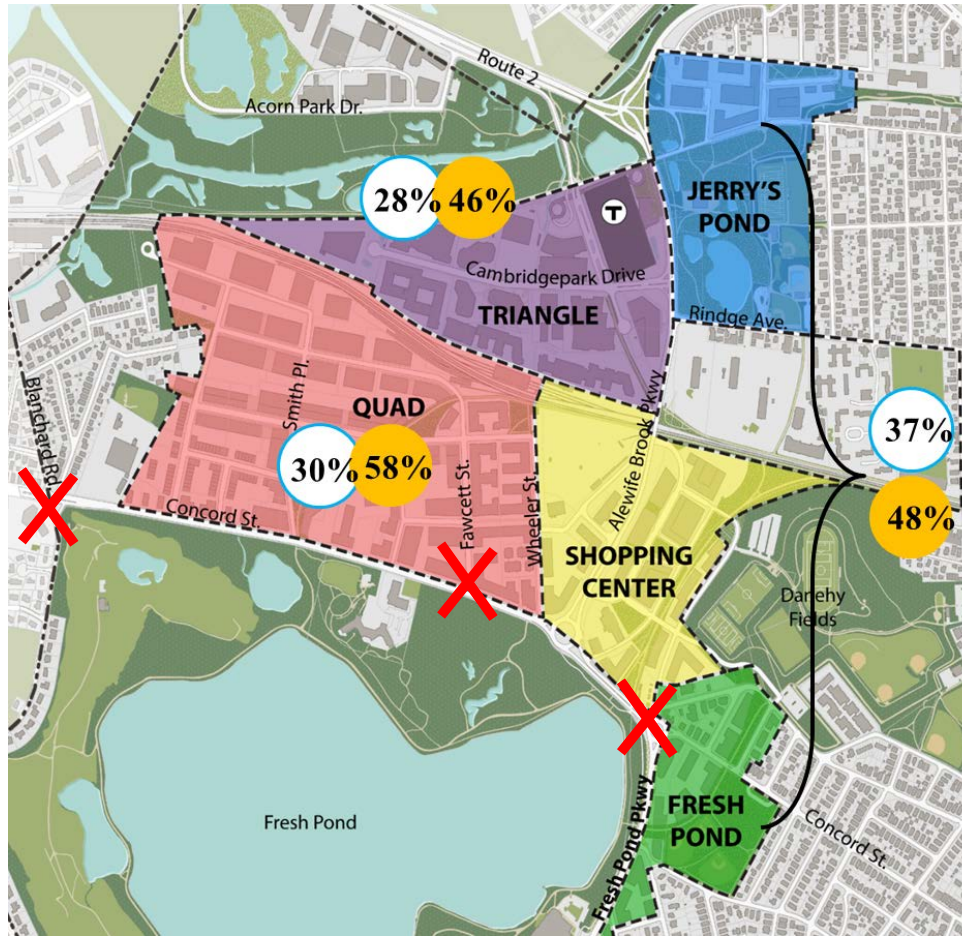 Route 2
Acorn Park Dr.
28%
46%
T
JERRY'S
POND
Cambridgepark Drive
TRIANGLE
Rindge Ave.
Blanchard Rd.
Smith Pl.
QUAD
30%
58%
Fawcett St.
Wheeler St.
Alewife Brook Pkwy
37%
48%
Concord St.
SHOPPING
CENTER
Danehy
Fields
Fresh Pond
Fresh Pond Pkwy
FRESH
POND
Concord St.